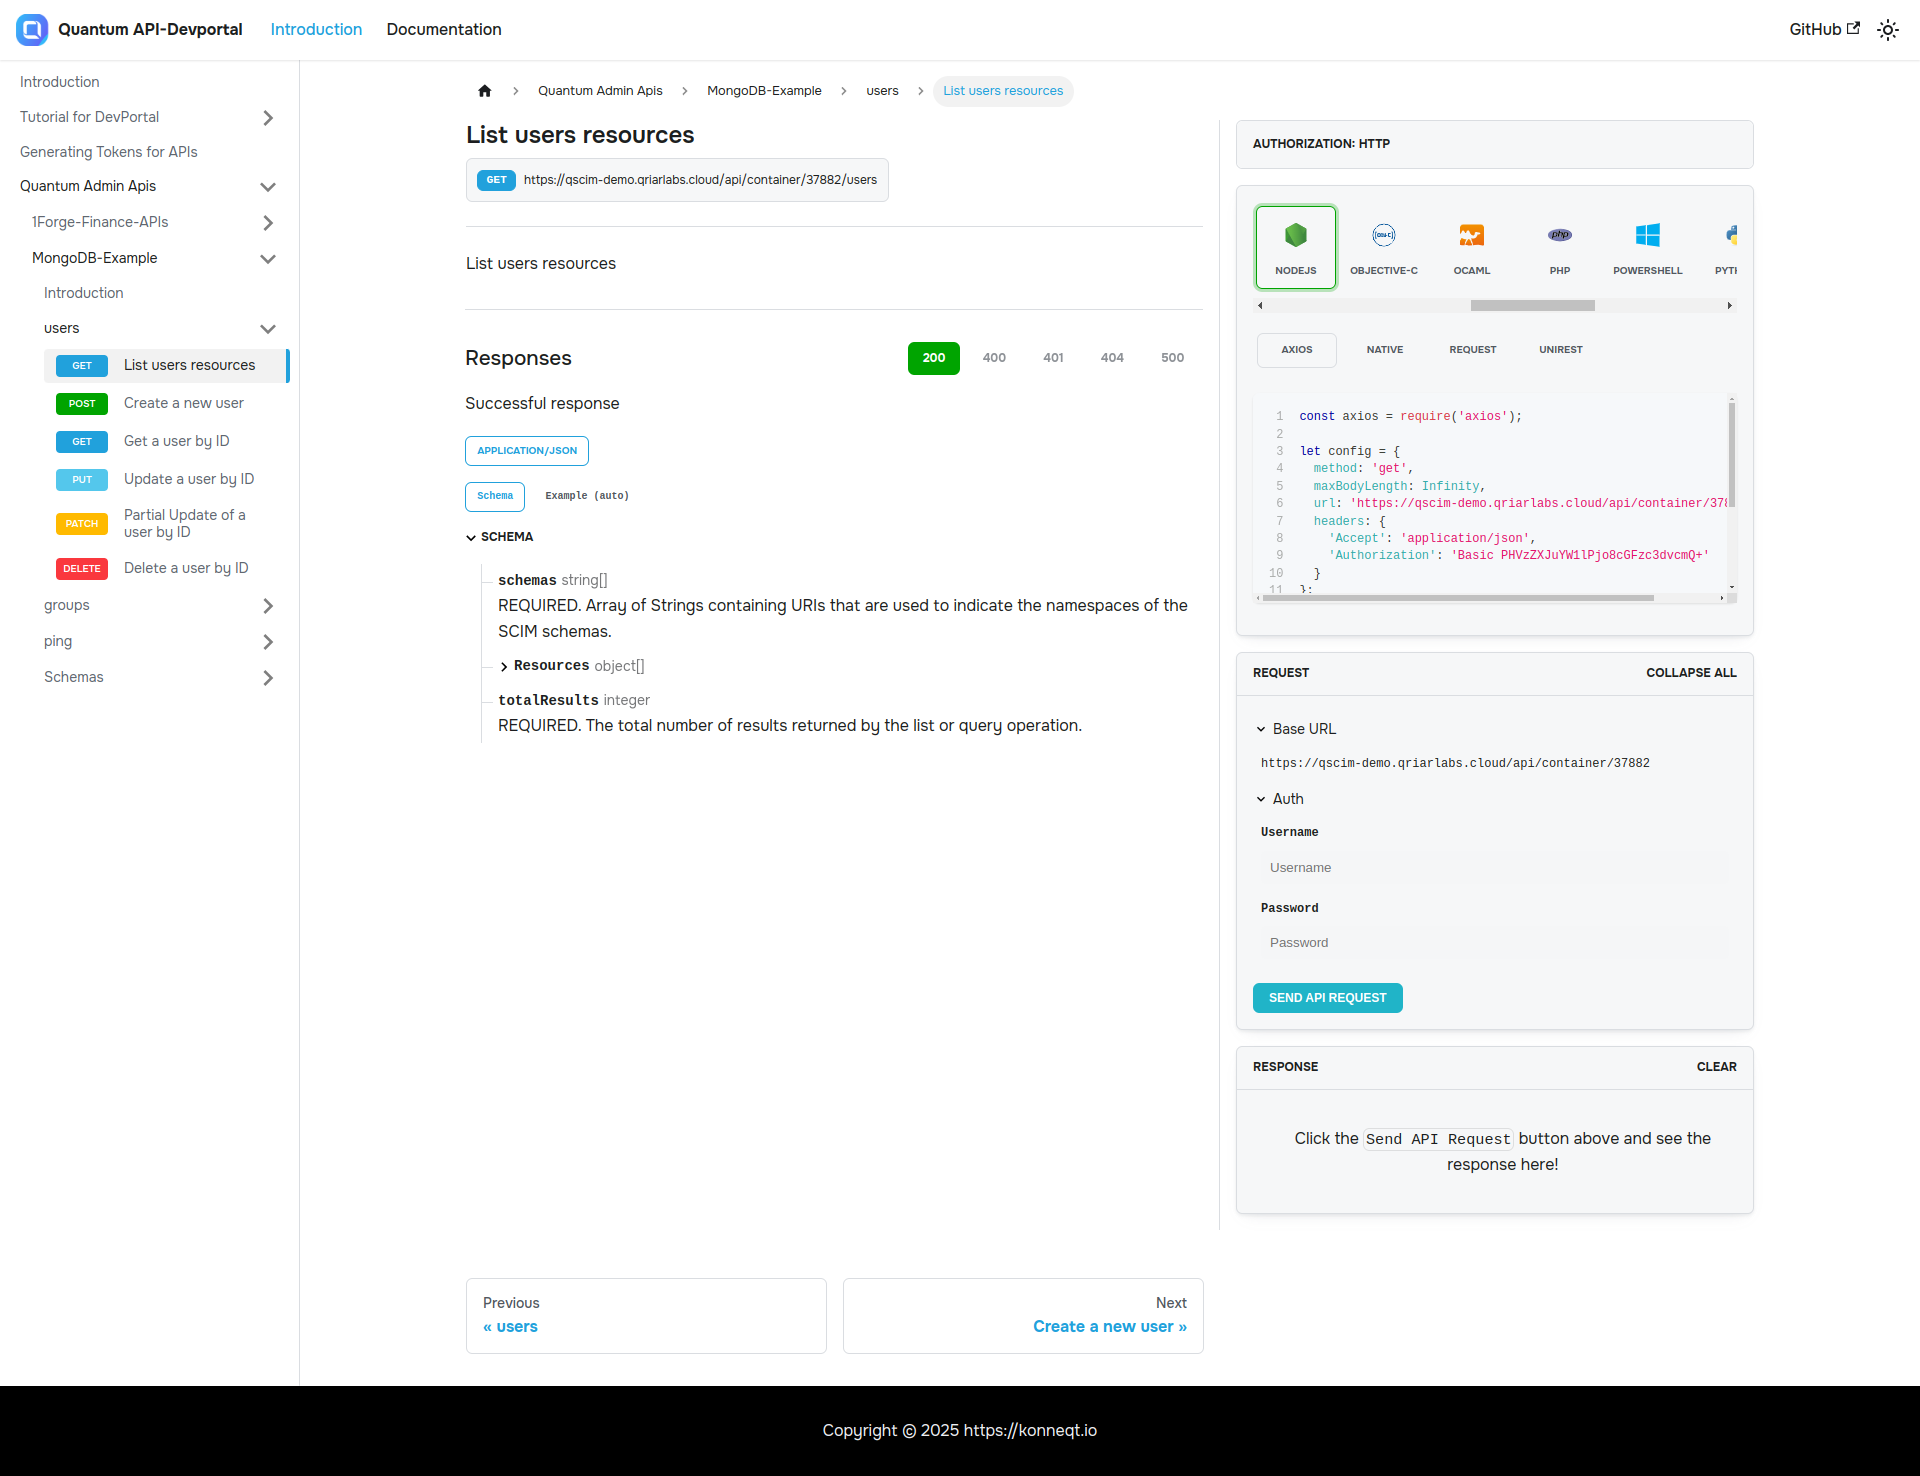 Quantum API-Devportal
Introduction
Documentation
GitHub
Introduction
Tutorial for DevPortal
Generating Tokens for APIs
Quantum Admin Apis
1Forge-Finance-APIs
MongoDB-Example
Introduction
users
GET List users resources
POST Create a new user
GET Get a user by ID
PUT Update a user by ID
PATCH Partial Update of a
user by ID
DELETE Delete a user by ID
groups
ping
Schemas
Quantum Admin Apis
MongoDB-Example
users
List users resources
List users resources
GET https://qscim-demo.qriarlabs.cloud/api/container/37882/users
List users resources
Responses
200 400 401 404 500
Successful response
APPLICATION/JSON
Schema Example (auto)
SCHEMA
schemas string[]
REQUIRED. Array of Strings containing URIs that are used to indicate the namespaces of the
SCIM schemas.
Resources object[]
totalResults integer
REQUIRED. The total number of results returned by the list or query operation.
AUTHORIZATION: HTTP
NODEJS OBJECTIVE-C OCAML PHP POWERSHELL
AXIOS NATIVE REQUEST UNIREST
1 const axios = require('axios');
2
3 let config = {
4 method: 'get',
5 maxBodyLength: Infinity,
6 url: 'https://qscim-demo.qriarlabs.cloud/api/container/378
7 headers: {
8 'Accept': 'application/json',
9 'Authorization': 'Basic PHVzZXJuYW1lPjo8cGFzc3dvcmQ+'
10 }
11 };
REQUEST COLLAPSE ALL
Base URL
https://qscim-demo.qriarlabs.cloud/api/container/37882
Auth
Username
Username
Password
Password
SEND API REQUEST
RESPONSE CLEAR
Click the Send API Request button above and see the
response here!
Previous
« users
Next
Create a new user »
Copyright © 2025 https://konneqt.io